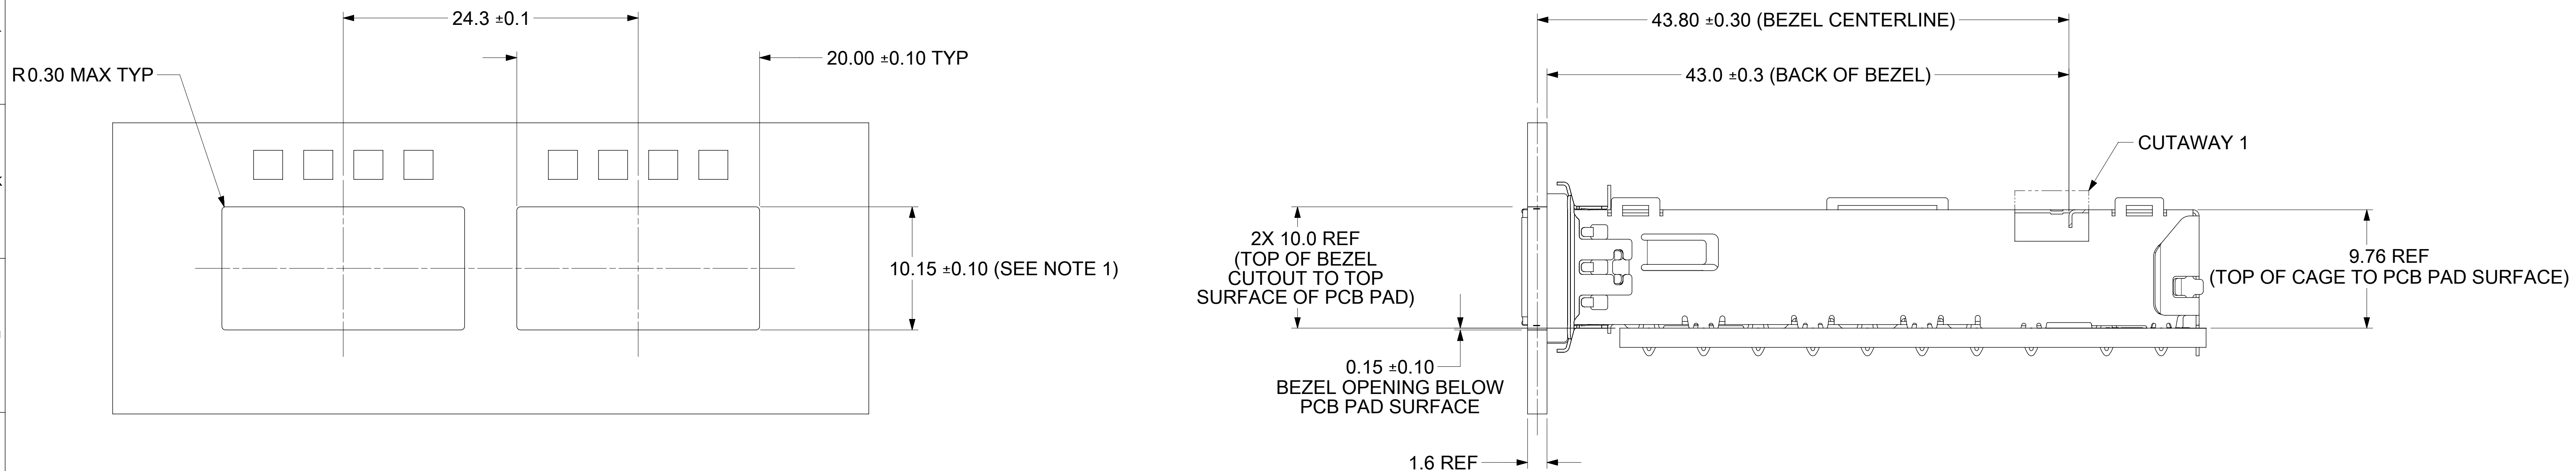 24.3 ±0.1
20.00 ±0.10 TYP
R0.30 MAX TYP
10.15 ±0.10 (SEE NOTE 1)
43.80 ±0.30 (BEZEL CENTERLINE)
43.0 ±0.3 (BACK OF BEZEL)
CUTAWAY 1
2X 10.0 REF
(TOP OF BEZEL
CUTOUT TO TOP
SURFACE OF PCB PAD)
9.76 REF
(TOP OF CAGE TO PCB PAD SURFACE)
0.15 ±0.10
BEZEL OPENING BELOW
PCB PAD SURFACE
1.6 REF